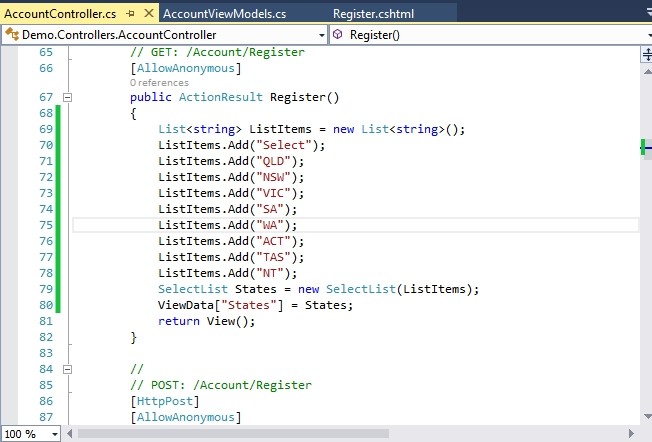 AccountController.cs AccountViewModels.cs Register.cshtml
Demo.Controllers.AccountController Register()
65 // GET: /Account/Register
66 [AllowAnonymous]
0 references
67 public ActionResult Register()
68 {
69 List<string> ListItems = new List<string>();
70 ListItems.Add("Select");
71 ListItems.Add("QLD");
72 ListItems.Add("NSW");
73 ListItems.Add("VIC");
74 ListItems.Add("SA");
75 ListItems.Add("WA");
76 ListItems.Add("ACT");
77 ListItems.Add("TAS");
78 ListItems.Add("NT");
79 SelectList States = new SelectList(ListItems);
80 ViewData["States"] = States;
81 return View();
82 }
83
84 //
85 // POST: /Account/Register
86 [HttpPost]
87 [AllowAnonymous]
100 %